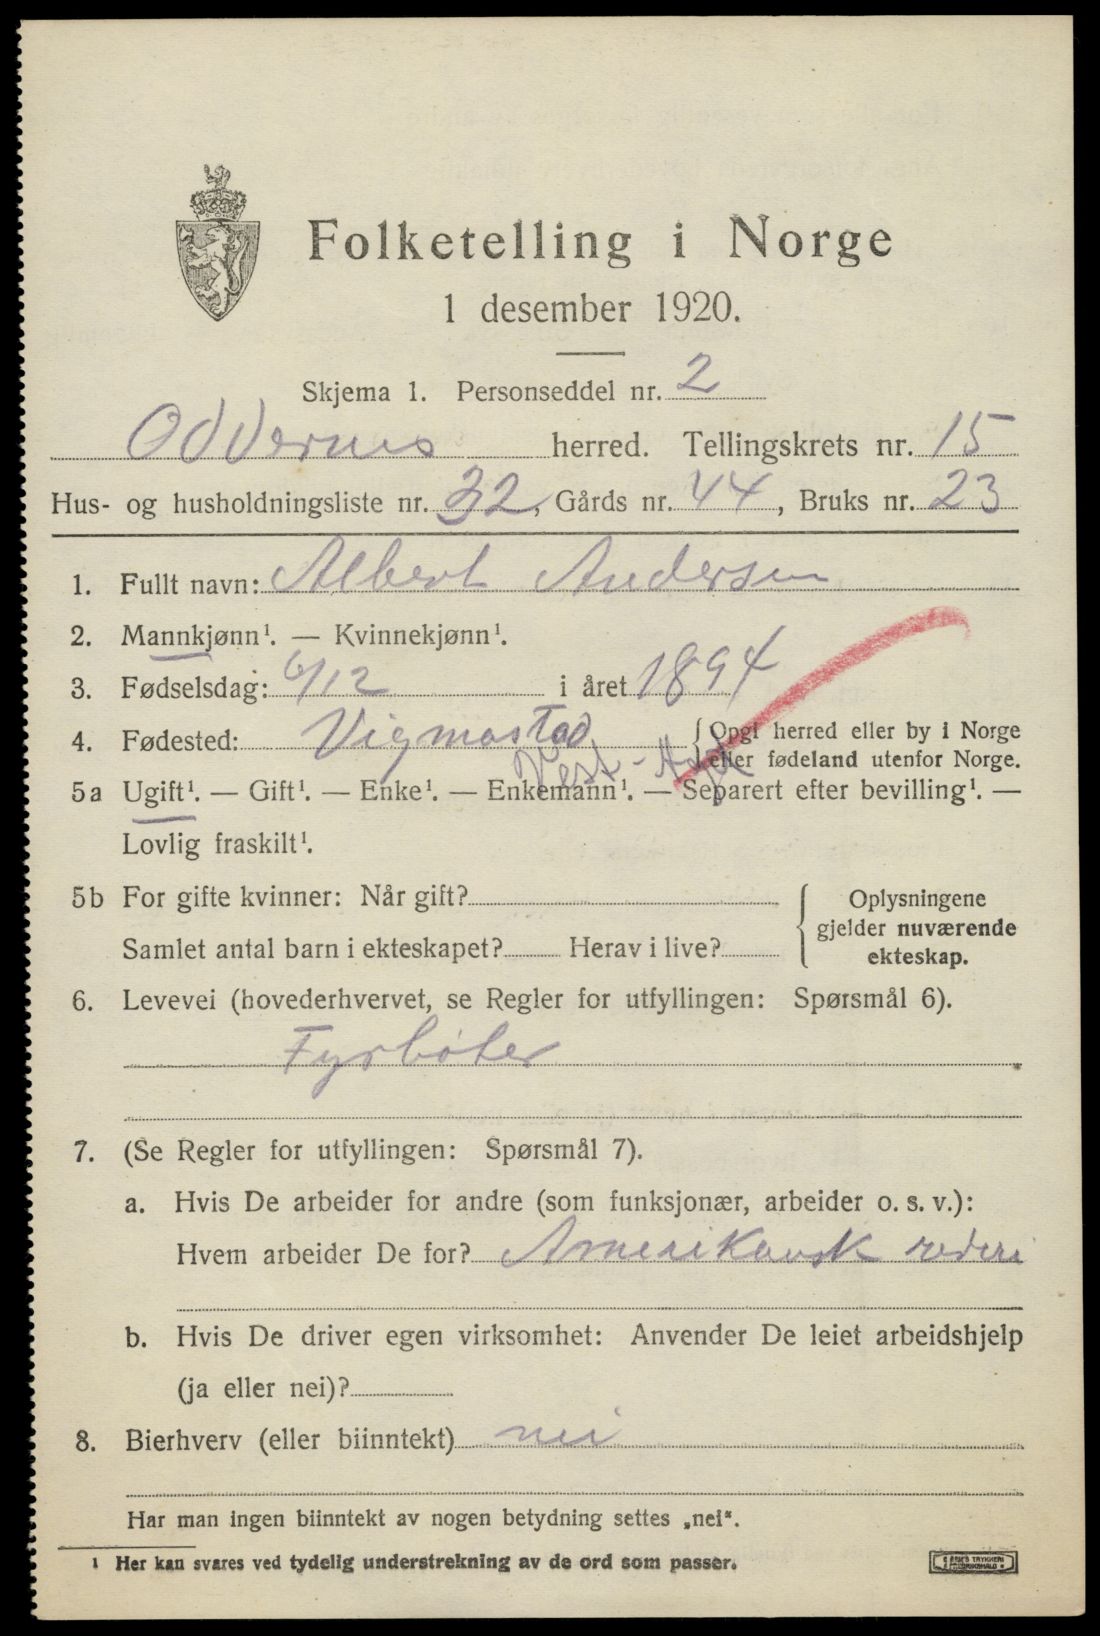 Folketelling i Norge
1 desember 1920.
Skjema 1. Personseddel nr. 2
Oddernes herred. Tellingskrets nr. 15
Hus- og husholdningsliste nr. 32, Gårds nr. 44, Bruks nr. 23
1. Fullt navn: Albert Andersen
2. Mannkjønn¹. — Kvinnekjønn¹.
3. Fødselsdag: 6/12 i året 1894
4. Fødested: Vigmostad { Opgi herred eller by i Norge
eller fødeland utenfor Norge.
Vest-Agd
5a Ugift¹. — Gift¹. — Enke¹. — Enkemann¹. — Separert efter bevilling¹. —
Lovlig fraskilt¹.
5b For gifte kvinner: Når gift?
Samlet antal barn i ekteskapet? Herav i live?
{ Oplysningene
gjelder nuværende
ekteskap.
6. Levevei (hovederhvervet, se Regler for utfyllingen: Spørsmål 6).
Fyrbøter
7. (Se Regler for utfyllingen: Spørsmål 7).
a. Hvis De arbeider for andre (som funksjonær, arbeider o. s. v.):
Hvem arbeider De for? Amerikansk rederi
b. Hvis De driver egen virksomhet: Anvender De leiet arbeidshjelp
(ja eller nei)?
8. Bierhverv (eller biinntekt) nei
Har man ingen biinntekt av nogen betydning settes „nei“.
¹ Her kan svares ved tydelig understrekning av de ord som passer.